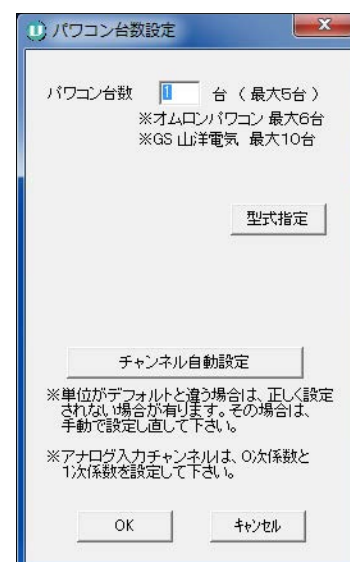 パワコン台数設定
パワコン台数 1 台 ( 最大5台 )
※オムロンパワコン 最大6台
※GS 山洋電気 最大10台
型式指定
チャンネル自動設定
※単位がデフォルトと違う場合は、正しく設定
されない場合が有ります。その場合は、
手動で設定し直して下さい。
※アナログ入力チャンネルは、0次係数と
1次係数を設定して下さい。
OK キャンセル